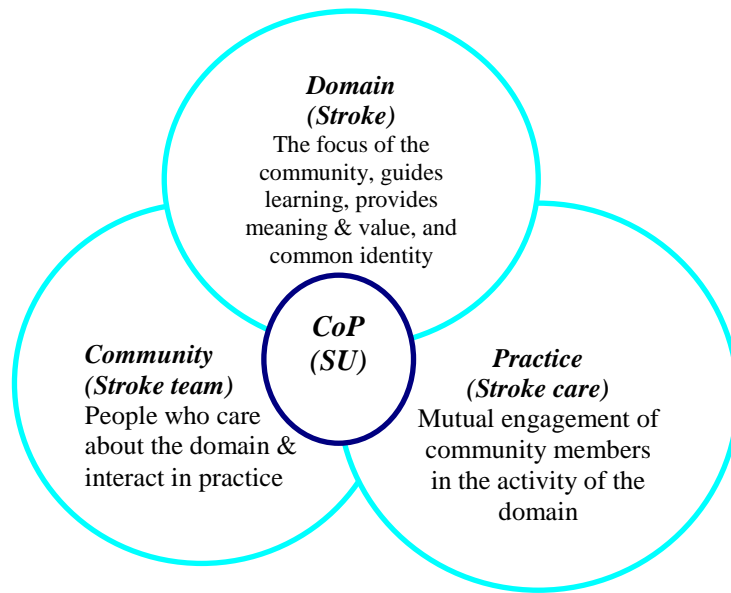 Domain
(Stroke)
The focus of the
community, guides
learning, provides
meaning & value, and
common identity
CoP
(SU)
Community
(Stroke team)
People who care
about the domain &
interact in practice
Practice
(Stroke care)
Mutual engagement of
community members
in the activity of the
domain